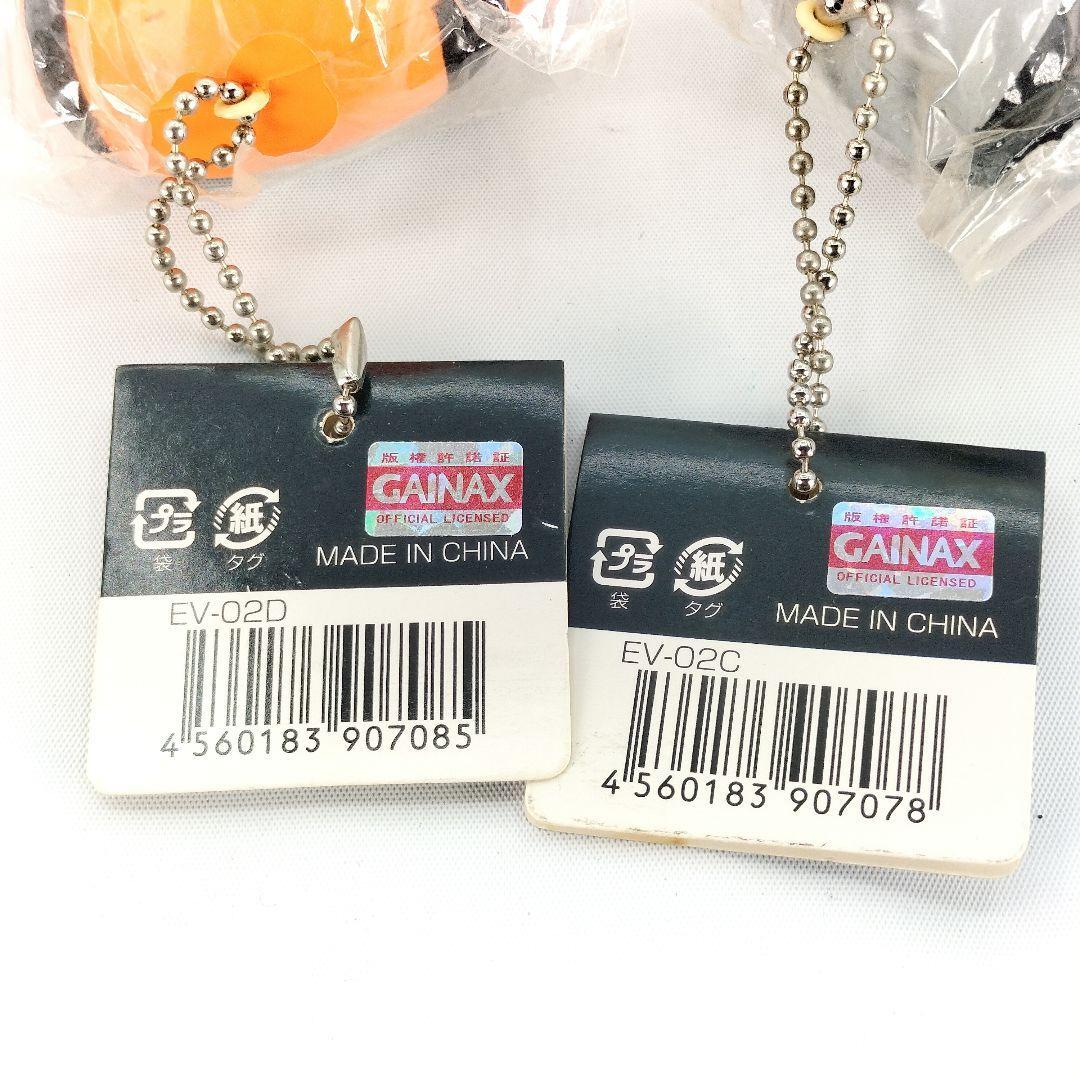 版権許諾証
GAINAX
OFFICIAL LICENSED
プラ
袋
紙
タグ
MADE IN CHINA
EV-02D
4 560183 907085
版権許諾証
GAINAX
OFFICIAL LICENSED
プラ
袋
紙
タグ
MADE IN CHINA
EV-02C
4 560183 907078